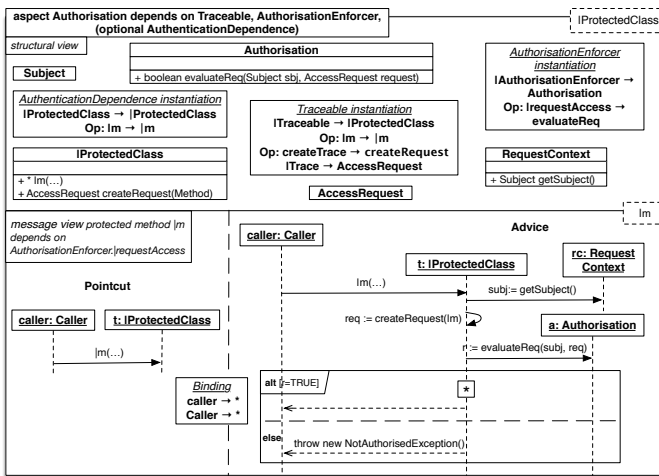 aspect Authorisation depends on Traceable, AuthorisationEnforcer,
(optional AuthenticationDependence)
|ProtectedClass
structural view
Subject
Authorisation
+ boolean evaluateReq(Subject sbj, AccessRequest request)
AuthorisationEnforcer
instantiation
|AuthorisationEnforcer →
Authorisation
Op: |requestAccess →
evaluateReq
AuthenticationDependence instantiation
|ProtectedClass → |ProtectedClass
Op: |m → |m
Traceable instantiation
|Traceable → |ProtectedClass
Op: |m → |m
Op: createTrace → createRequest
|Trace → AccessRequest
|ProtectedClass
+ * |m(...)
+ AccessRequest createRequest(Method)
RequestContext
+ Subject getSubject()
AccessRequest
message view protected method |m
depends on
AuthorisationEnforcer.|requestAccess
|m
Pointcut
caller: Caller
t: |ProtectedClass
|m(...)
Binding
caller → *
Caller → *
Advice
caller: Caller
t: |ProtectedClass
rc: Request
Context
|m(...)
subj:= getSubject()
req := createRequest(|m)
a: Authorisation
r := evaluateReq(subj, req)
alt [r=TRUE]
*
else
throw new NotAuthorisedException()